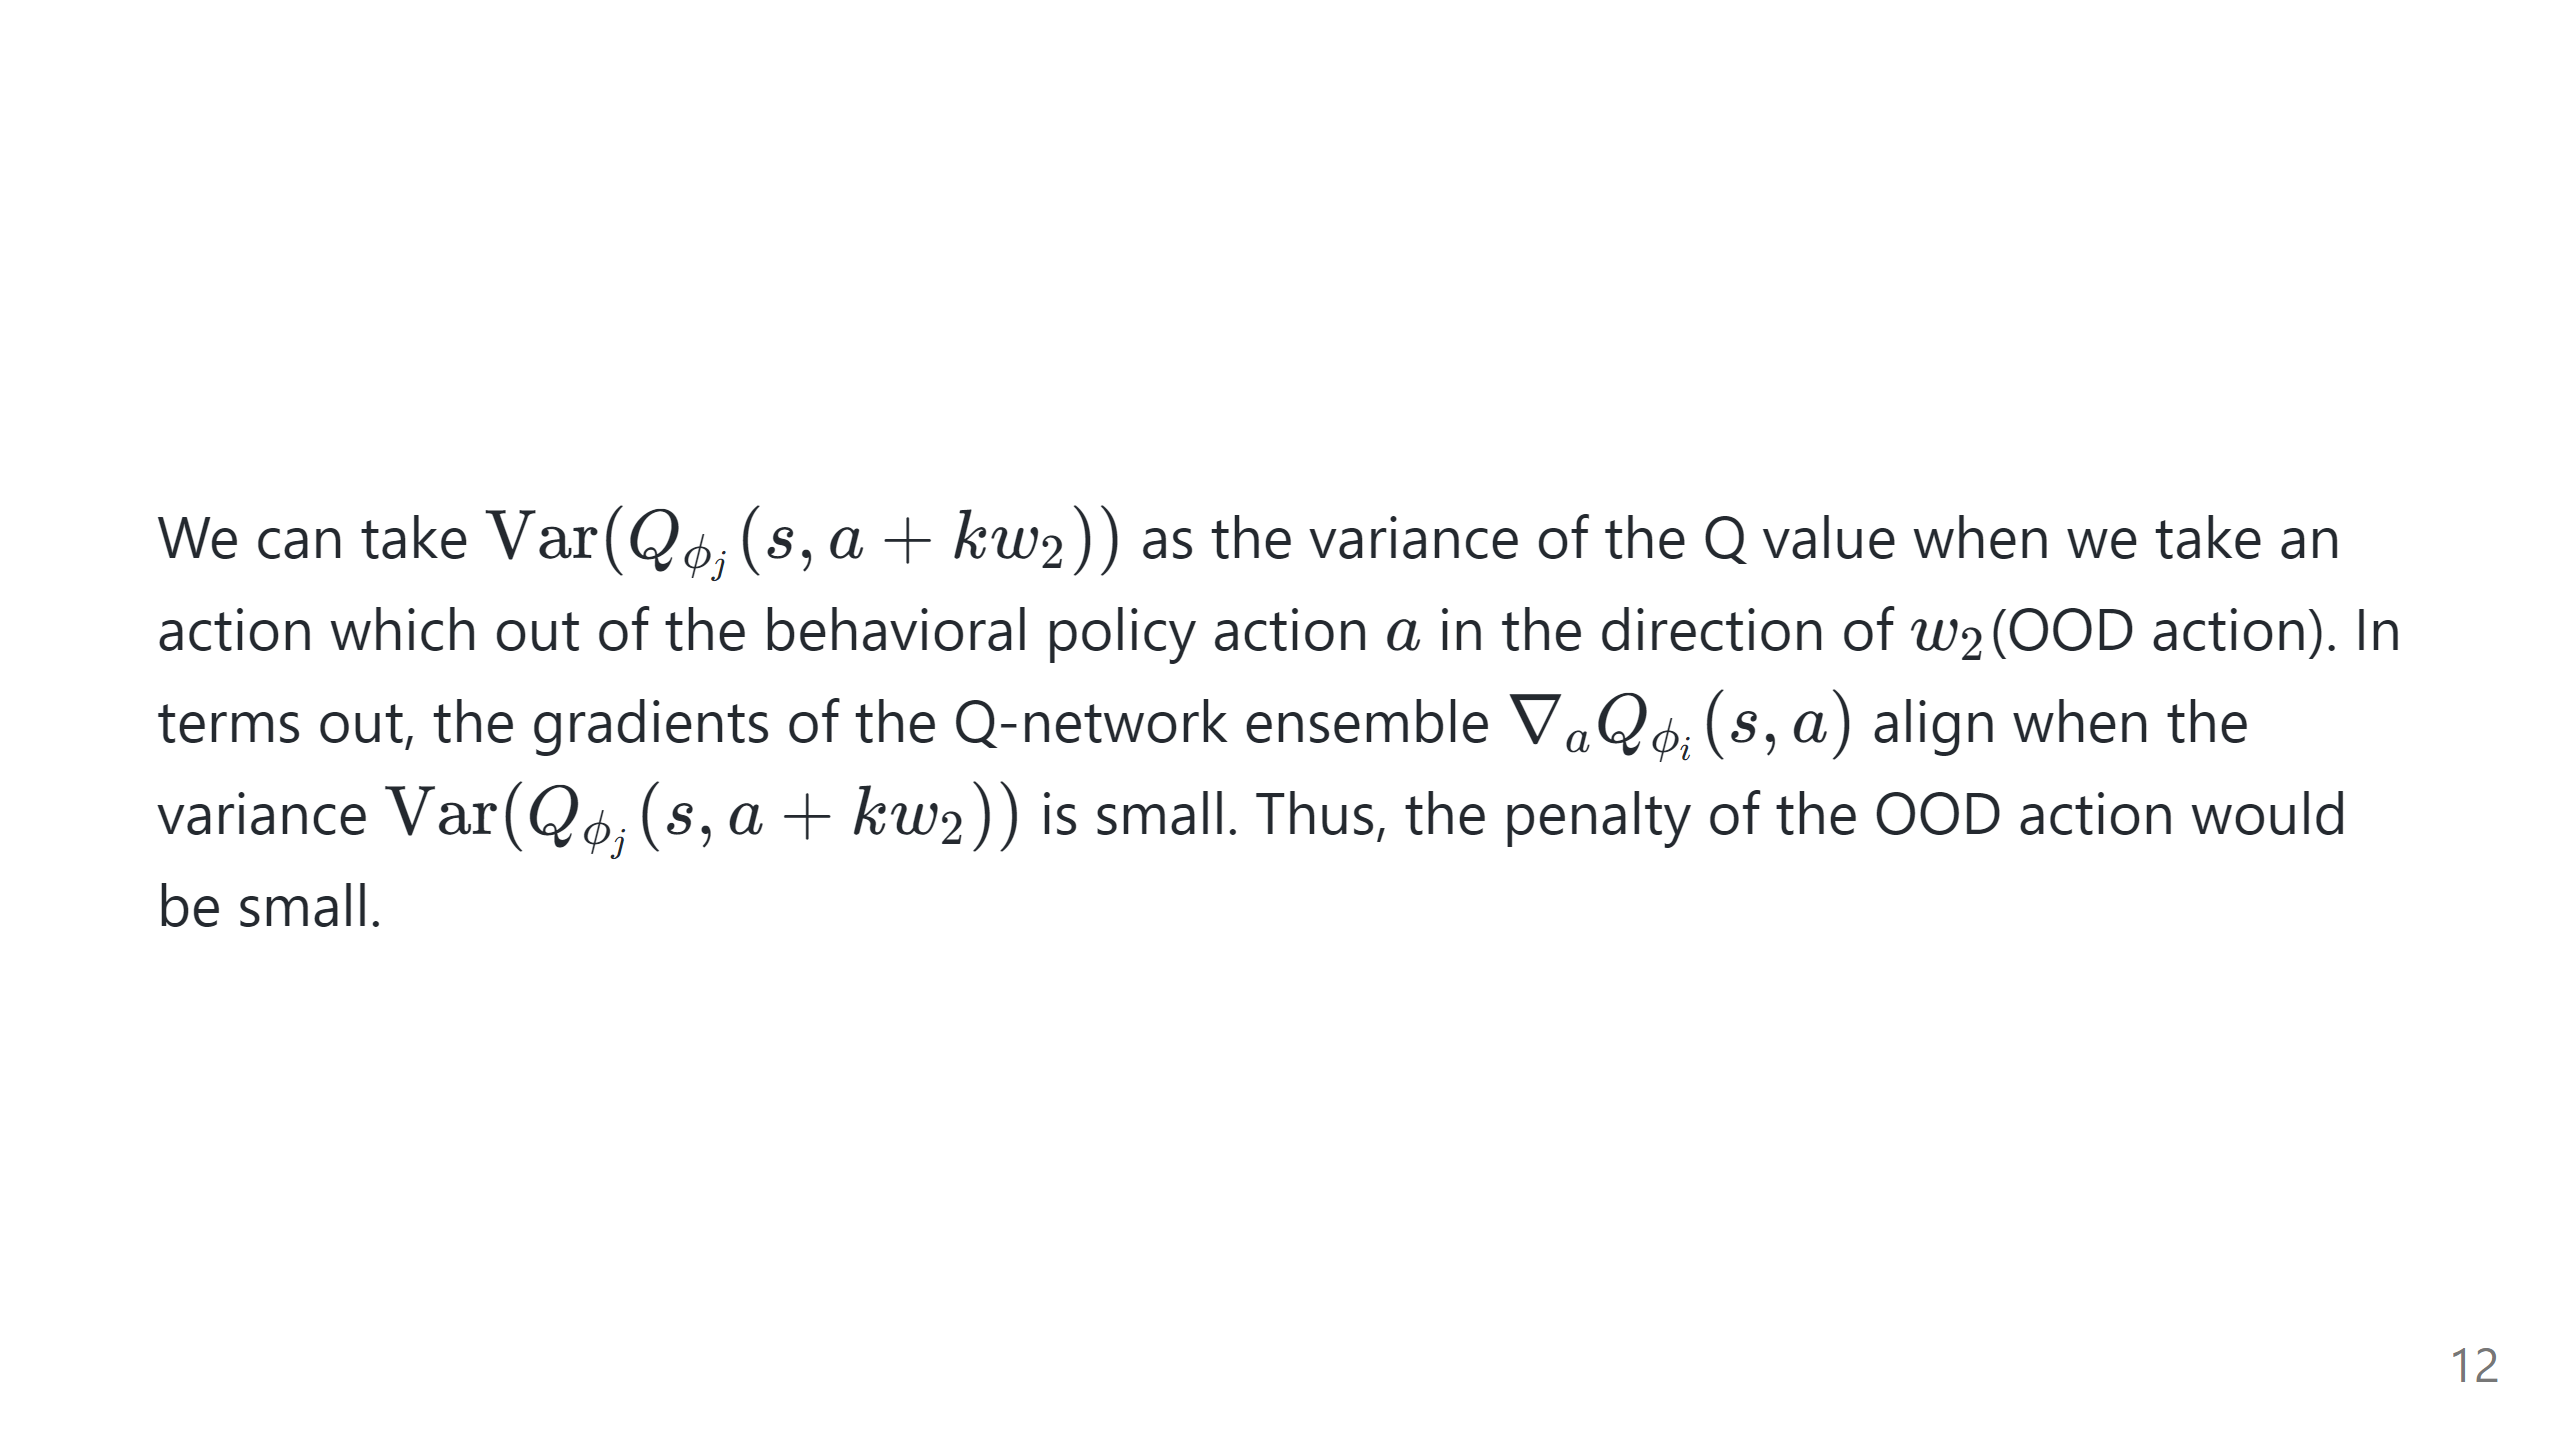 We can take Var(Q_{ϕ_j}(s, a + kw_2)) as the variance of the Q value when we take an
action which out of the behavioral policy action a in the direction of w_2(OOD action). In
terms out, the gradients of the Q-network ensemble ∇_a Q_{ϕ_i}(s, a) align when the
variance Var(Q_{ϕ_j}(s, a + kw_2)) is small. Thus, the penalty of the OOD action would
be small.
12